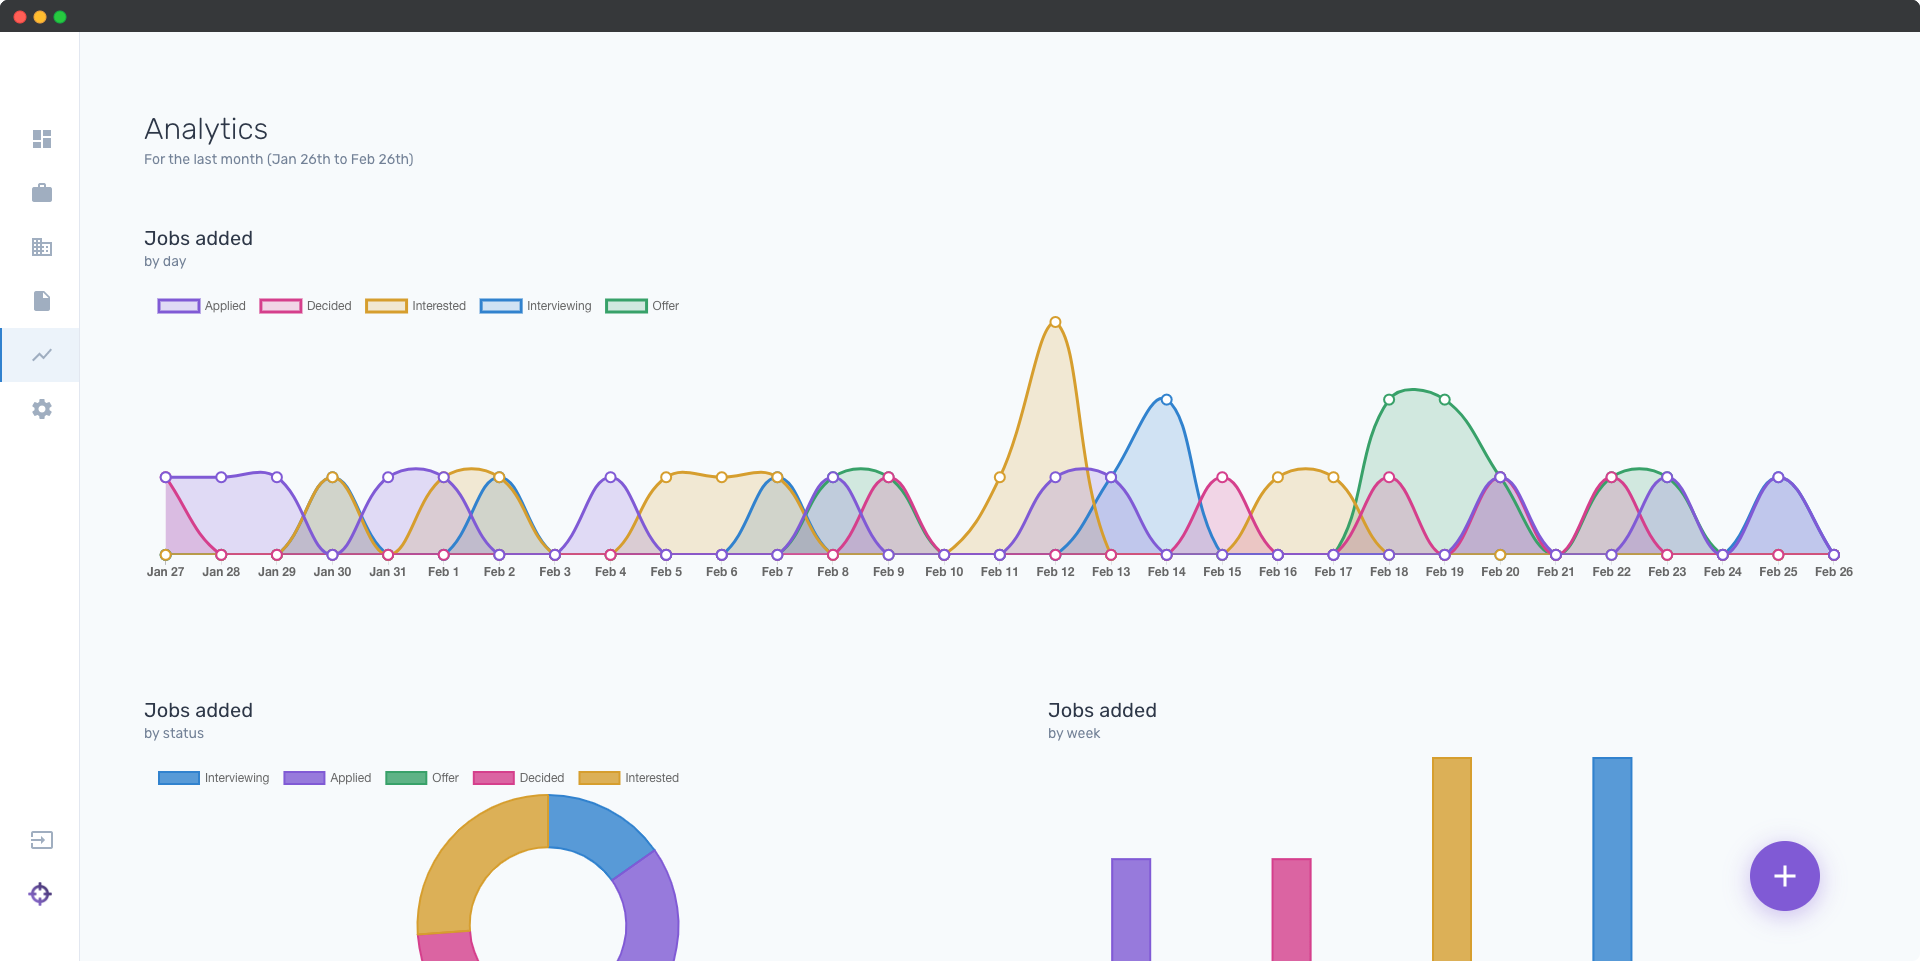 Analytics
For the last month (Jan 26th to Feb 26th)
Jobs added
by day
Applied Decided Interested Interviewing Offer
Jan 27 Jan 28 Jan 29 Jan 30 Jan 31 Feb 1 Feb 2 Feb 3 Feb 4 Feb 5 Feb 6 Feb 7 Feb 8 Feb 9 Feb 10 Feb 11 Feb 12 Feb 13 Feb 14 Feb 15 Feb 16 Feb 17 Feb 18 Feb 19 Feb 20 Feb 21 Feb 22 Feb 23 Feb 24 Feb 25 Feb 26
Jobs added
by status
Interviewing Applied Offer Decided Interested
Jobs added
by week